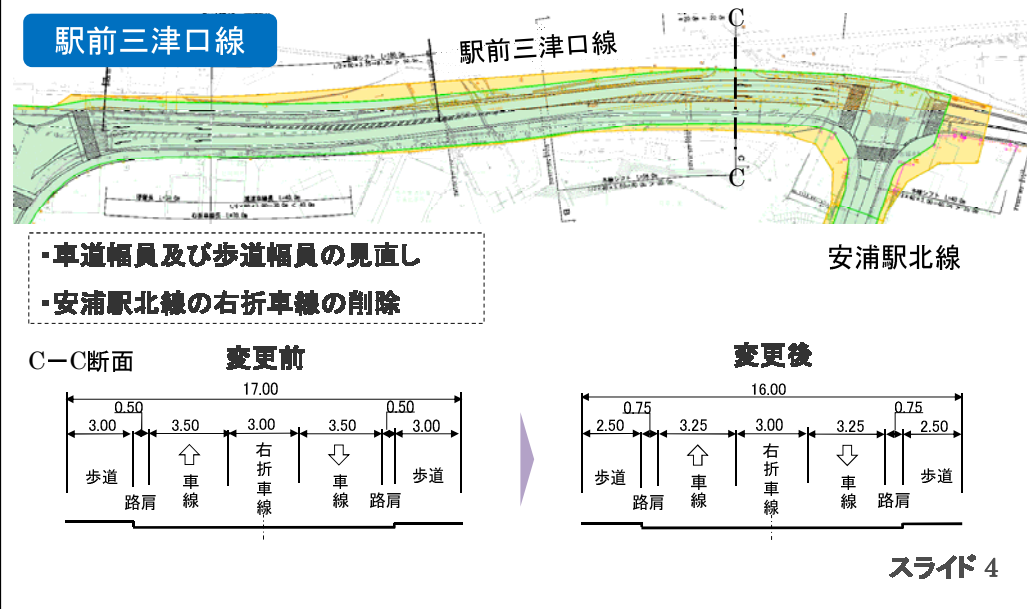 駅前三津口線
駅前三津口線
C
C
C
安浦駅北線
・車道幅員及び歩道幅員の見直し
・安浦駅北線の右折車線の削除
C－C断面
変更前
17.00
0.50
0.50
3.00
3.50
3.00
3.50
3.00
歩道
路肩
車線
右折車線
車線
路肩
歩道
変更後
16.00
0.75
0.75
2.50
3.25
3.00
3.25
2.50
歩道
路肩
車線
右折車線
車線
路肩
歩道
スライド 4